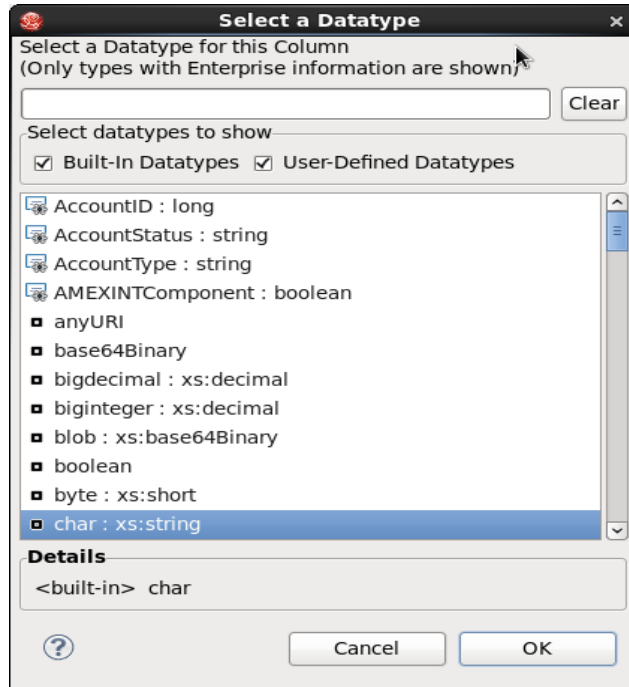 Select a Datatype
Select a Datatype for this Column
(Only types with Enterprise information are shown)
Clear
Select datatypes to show
Built-In Datatypes User-Defined Datatypes
AccountID : long
AccountStatus : string
AccountType : string
AMEXINTComponent : boolean
anyURI
base64Binary
bigdecimal : xs:decimal
biginteger : xs:decimal
blob : xs:base64Binary
boolean
byte : xs:short
char : xs:string
Details
<built-in> char
? Cancel OK